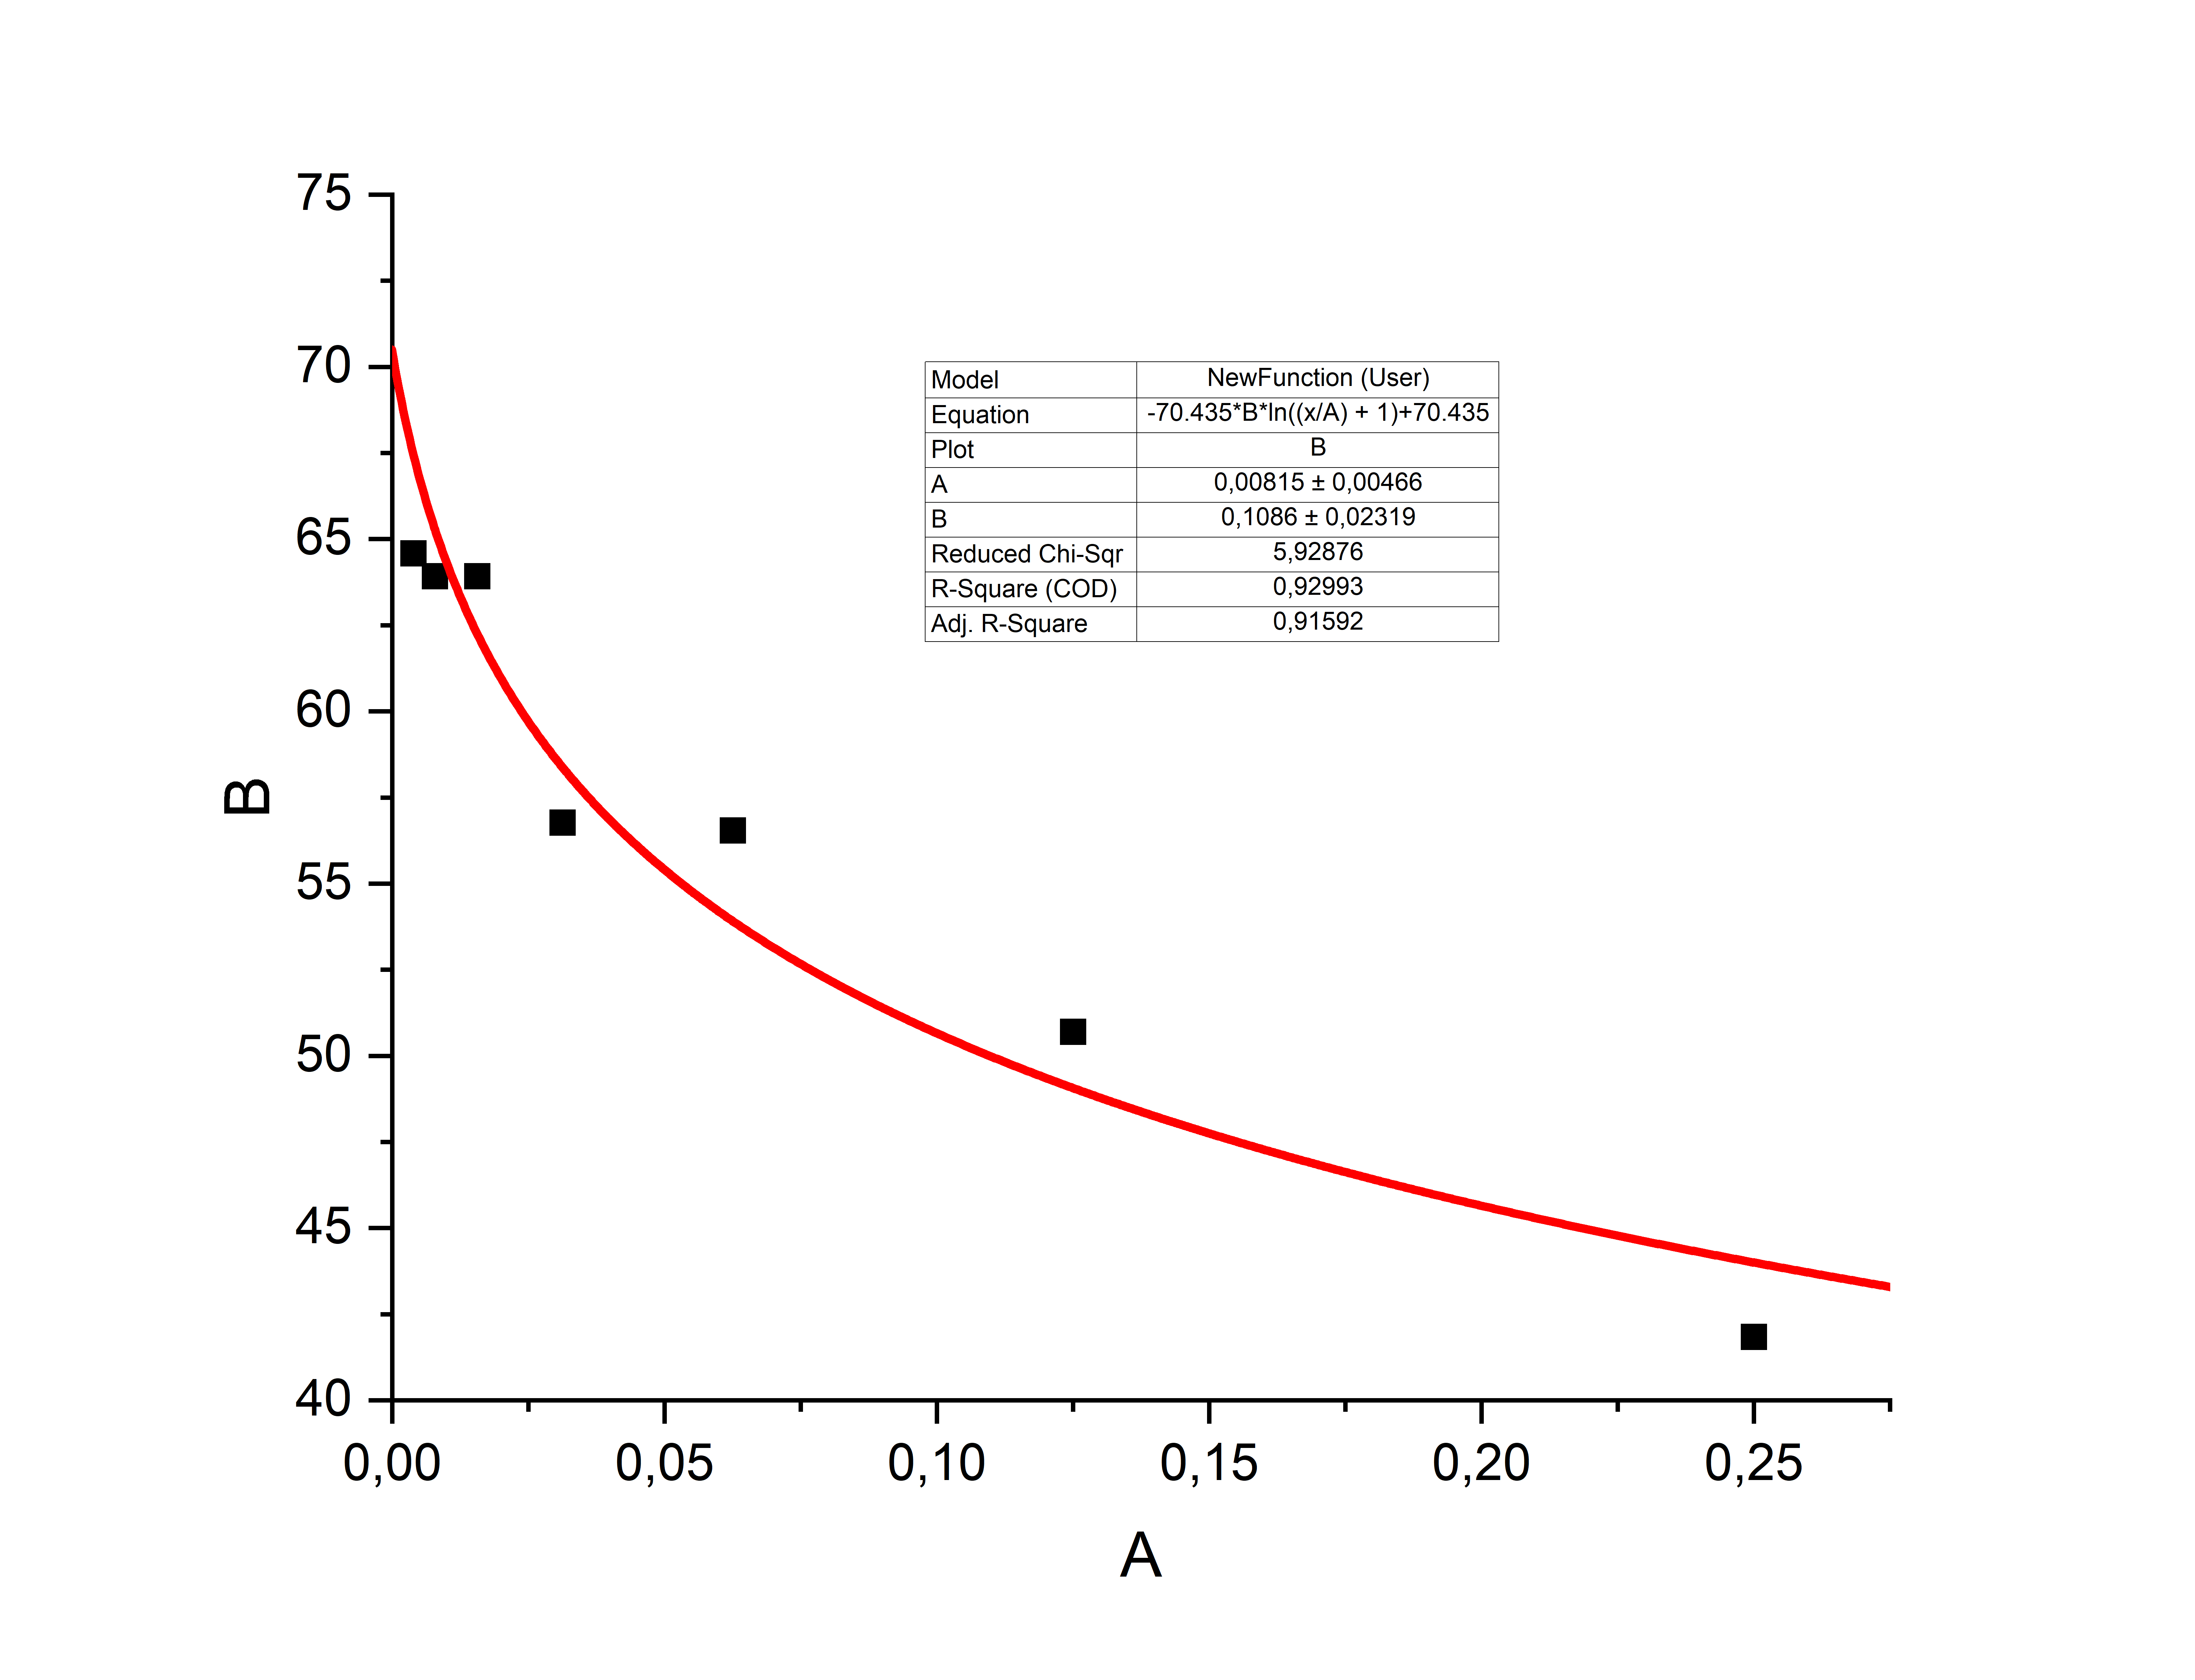 75
70
65
60
55
50
45
40
B
Model NewFunction (User)
Equation -70.435*B*ln((x/A) + 1)+70.435
Plot B
A 0,00815 ± 0,00466
B 0,1086 ± 0,02319
Reduced Chi-Sqr 5,92876
R-Square (COD) 0,92993
Adj. R-Square 0,91592
0,00 0,05 0,10 0,15 0,20 0,25
A